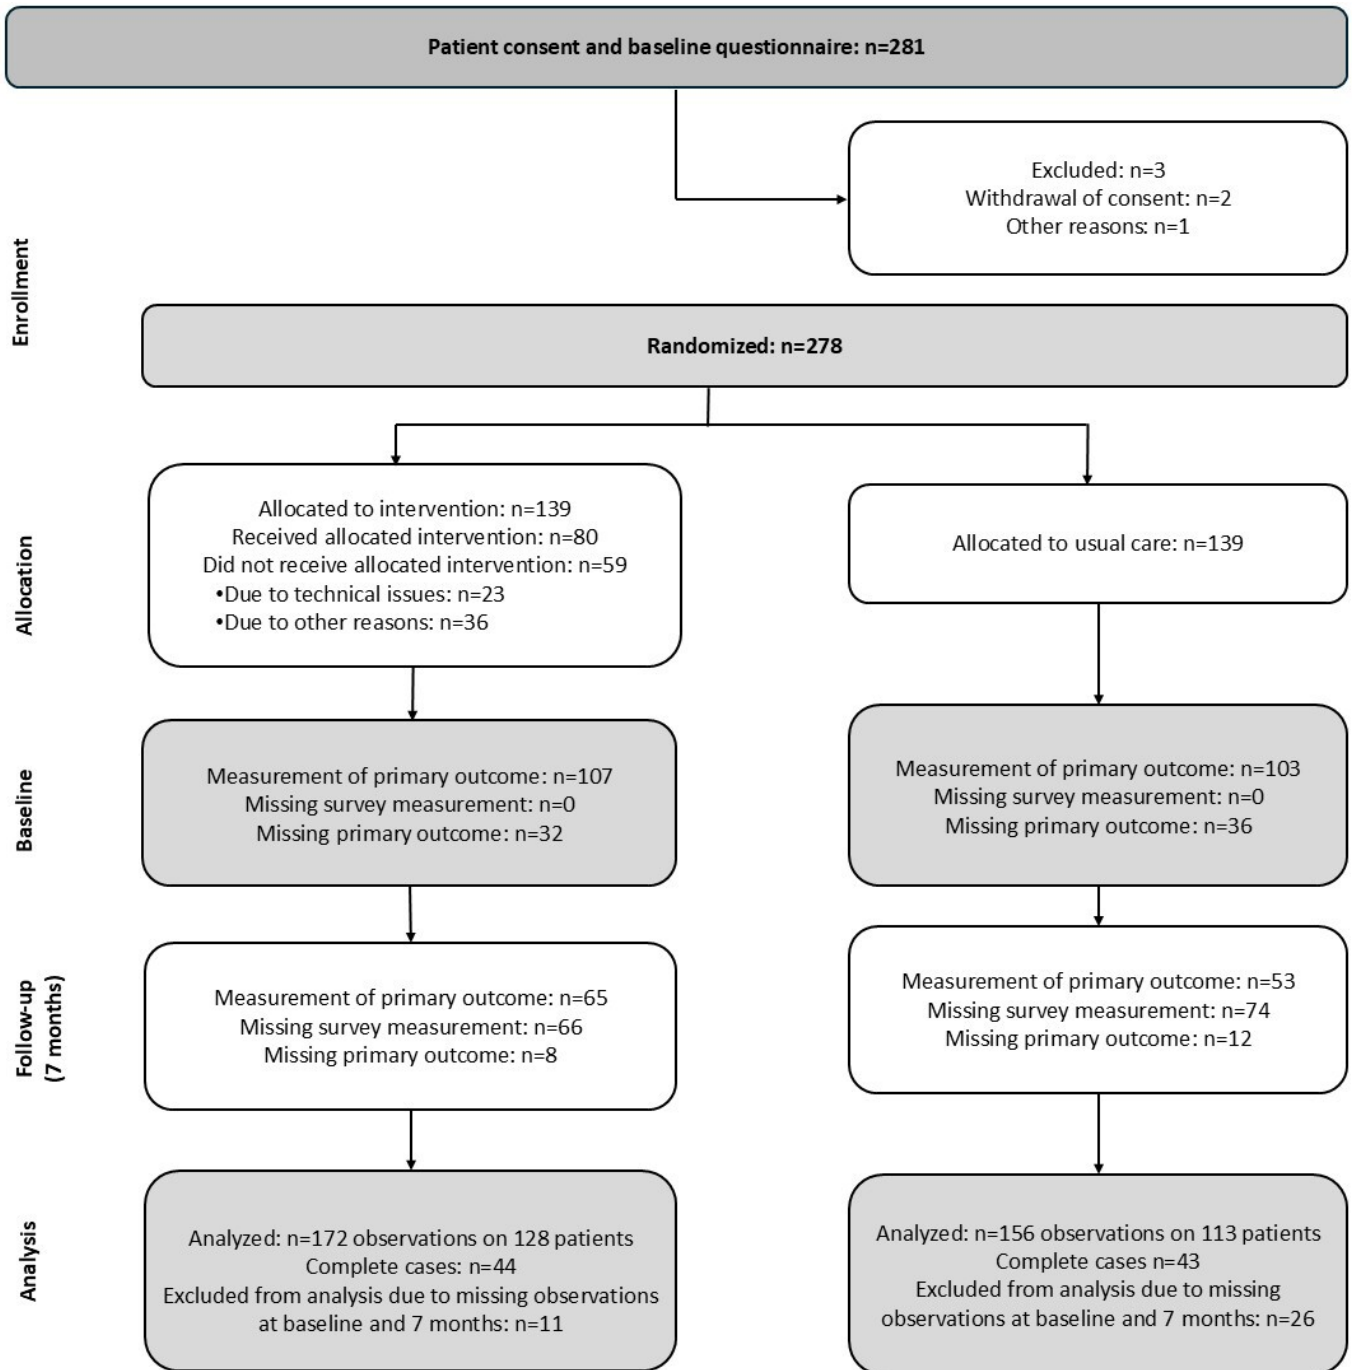 Patient consent and baseline questionnaire: n=281
Excluded: n=3
Withdrawal of consent: n=2
Other reasons: n=1
Enrollment
Randomized: n=278
Allocation
Allocated to intervention: n=139
Received allocated intervention: n=80
Did not receive allocated intervention: n=59
•Due to technical issues: n=23
•Due to other reasons: n=36
Allocated to usual care: n=139
Baseline
Measurement of primary outcome: n=107
Missing survey measurement: n=0
Missing primary outcome: n=32
Measurement of primary outcome: n=103
Missing survey measurement: n=0
Missing primary outcome: n=36
Follow-up
(7 months)
Measurement of primary outcome: n=65
Missing survey measurement: n=66
Missing primary outcome: n=8
Measurement of primary outcome: n=53
Missing survey measurement: n=74
Missing primary outcome: n=12
Analysis
Analyzed: n=172 observations on 128 patients
Complete cases: n=44
Excluded from analysis due to missing observations
at baseline and 7 months: n=11
Analyzed: n=156 observations on 113 patients
Complete cases n=43
Excluded from analysis due to missing
observations at baseline and 7 months: n=26